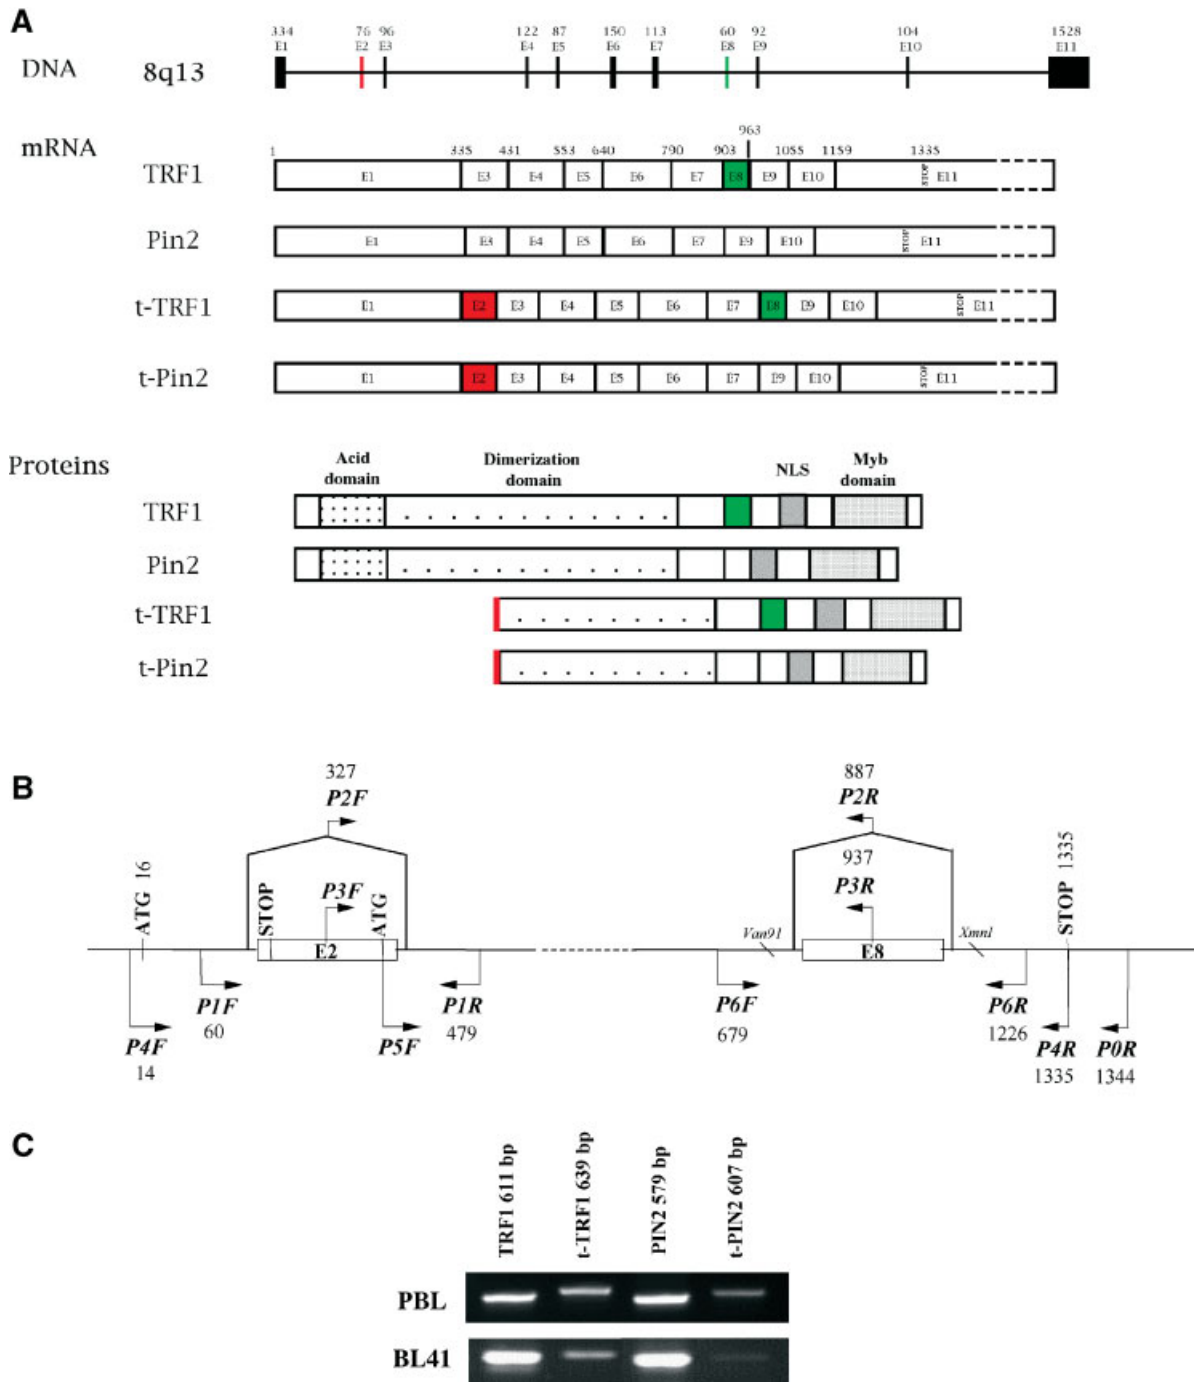 A
334 76 96 122 87 150 113 60 92 104 1528
E1 E2 E3 E4 E5 E6 E7 E8 E9 E10 E11
DNA 8q13
mRNA
963
1 335 431 553 640 790 903 1055 1159 1335
TRF1 E1 E3 E4 E5 E6 E7 E8 E9 E10 STOP E11
Pin2 E1 E3 E4 E5 E6 E7 E9 E10 STOP E11
t-TRF1 E1 E2 E3 E4 E5 E6 E7 E8 E9 E10 STOP E11
t-Pin2 E1 E2 E3 E4 E5 E6 E7 E9 E10 STOP E11
Proteins
Acid domain
Dimerization domain
NLS
Myb domain
TRF1
Pin2
t-TRF1
t-Pin2
B
327 887
P2F P2R
ATG 16
STOP
P3F
ATG
937
P3R
STOP 1335
E2
Van91
E8
XmnI
P1F
60
P1R
479
P6F
679
P6R
1226
P4F
14
P5F
P4R
1335
P0R
1344
C
TRF1 611 bp
t-TRF1 639 bp
PIN2 579 bp
t-PIN2 607 bp
PBL
BL41